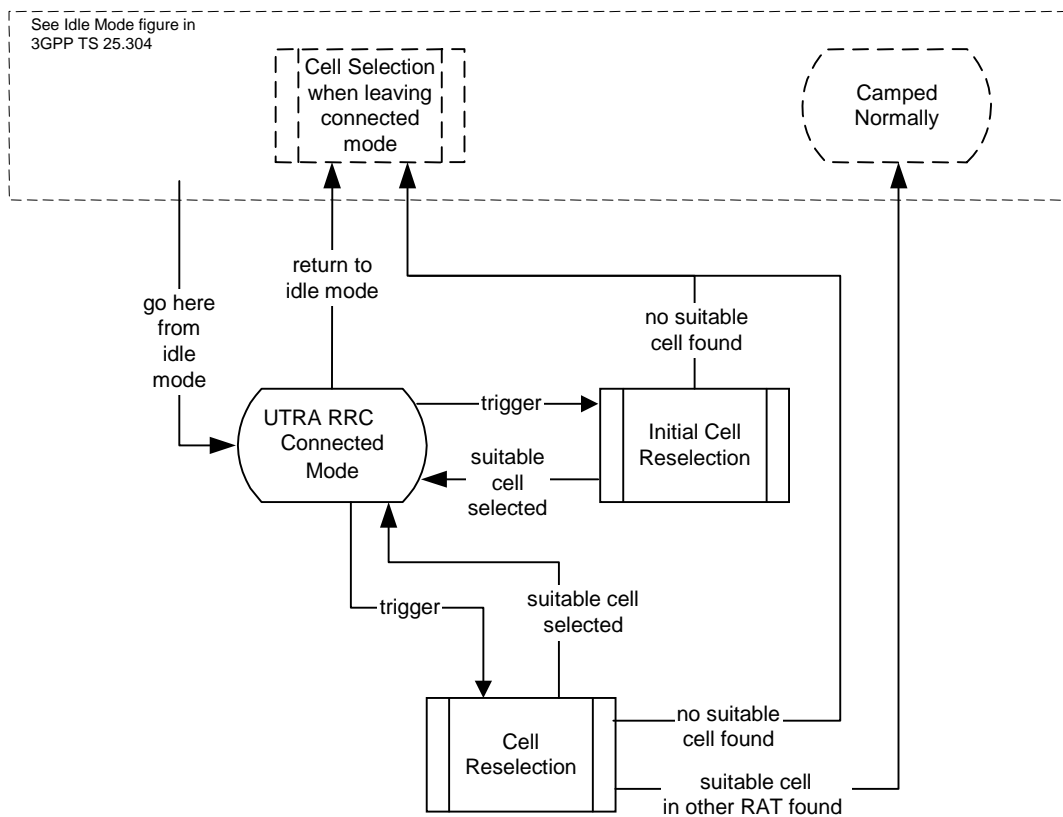 See Idle Mode figure in
3GPP TS 25.304
Cell Selection
when leaving
connected
mode
Camped
Normally
return to
idle mode
go here
from
idle
mode
no suitable
cell found
UTRA RRC
Connected
Mode
trigger
Initial Cell
Reselection
suitable
cell
selected
trigger
suitable cell
selected
Cell
Reselection
no suitable
cell found
suitable cell
in other RAT found